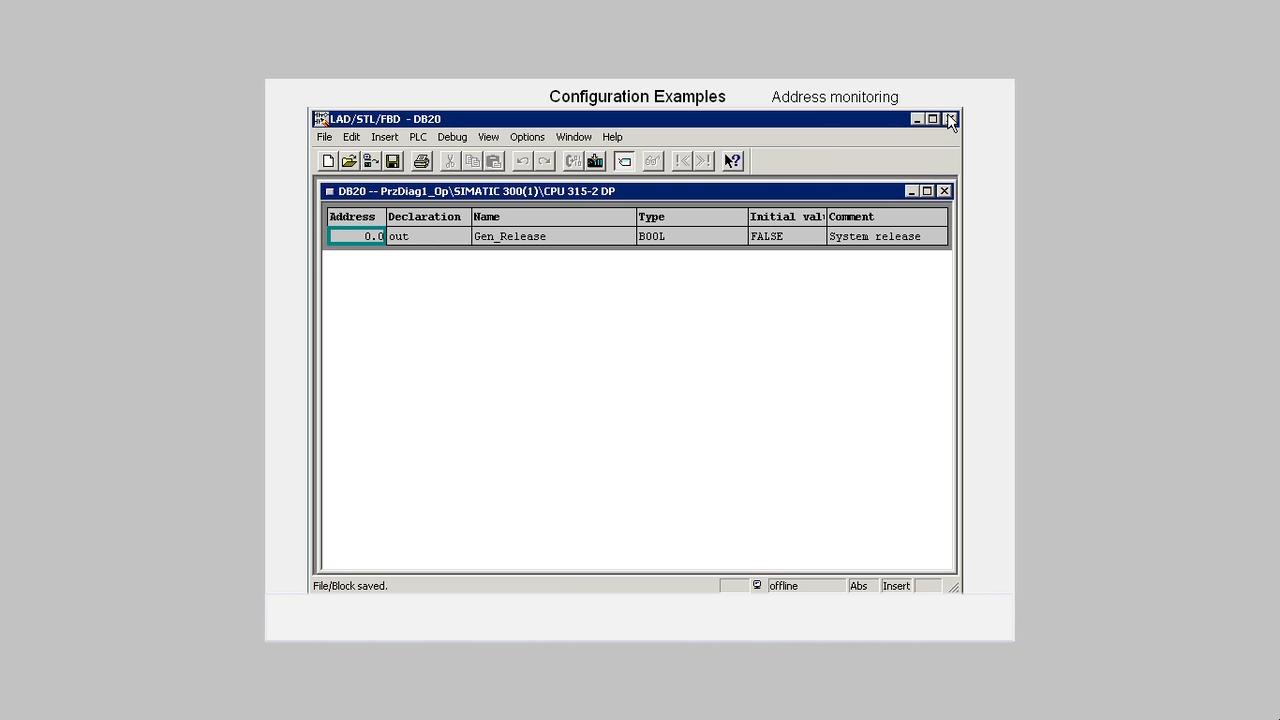 Configuration Examples Address monitoring
LAD/STL/FBD - DB20
File Edit Insert PLC Debug View Options Window Help
DB20 -- PrzDiag1_Op\SIMATIC 300(1)\CPU 315-2 DP
Address Declaration Name Type Initial val Comment
0.0 out Gen_Release BOOL FALSE System release
File/Block saved. offline Abs Insert